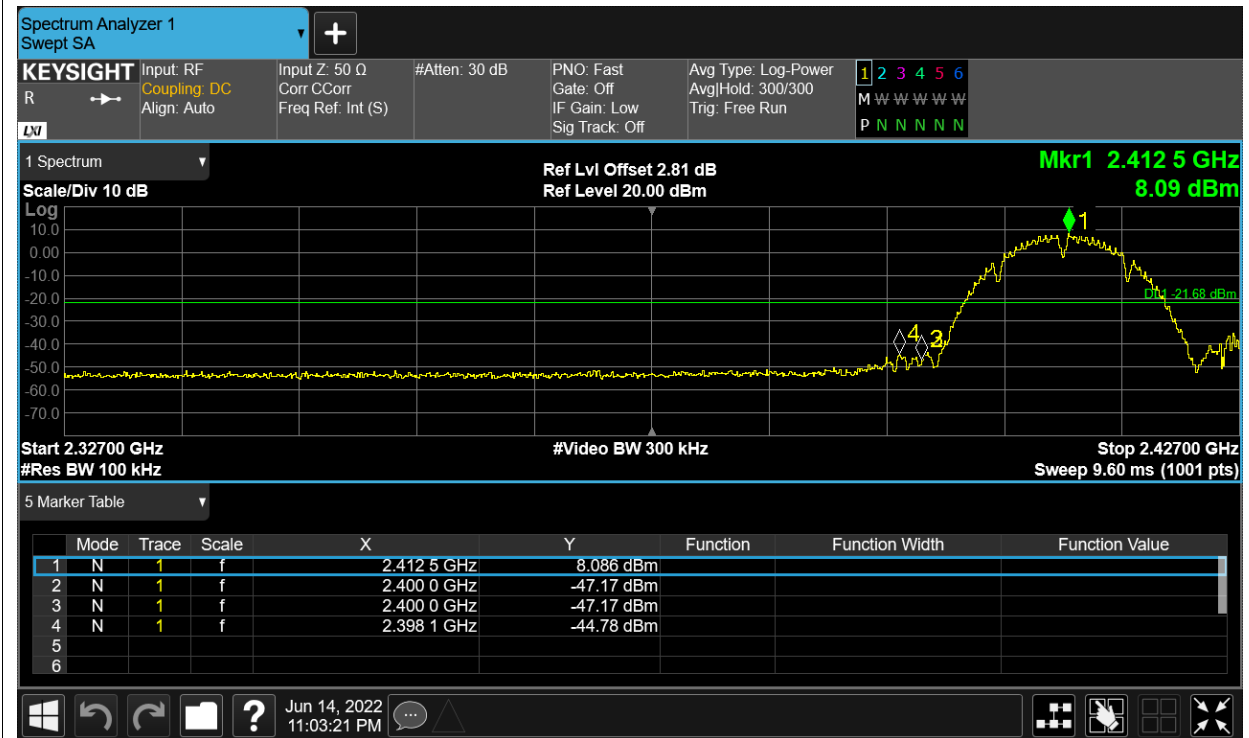 Spectrum Analyzer 1
Swept SA
+
KEYSIGHT Input: RF Input Z: 50 Ω #Atten: 30 dB PNO: Fast Avg Type: Log-Power 1 2 3 4 5 6
R Coupling: DC Corr CCorr Gate: Off Avg|Hold: 300/300 M W W W W W
Align: Auto Freq Ref: Int (S) IF Gain: Low Trig: Free Run
LXI Sig Track: Off P N N N N N
1 Spectrum Ref Lvl Offset 2.81 dB Mkr1 2.412 5 GHz
Scale/Div 10 dB Ref Level 20.00 dBm 8.09 dBm
Log
1
10.0
0.00
-10.0
-20.0
-21.68 dBm
-30.0
4
-40.0
-50.0
-60.0
-70.0
Start 2.32700 GHz #Video BW 300 kHz Stop 2.42700 GHz
#Res BW 100 kHz Sweep 9.60 ms (1001 pts)
5 Marker Table
Mode Trace Scale X Y Function Function Width Function Value
1 N 1 f 2.412 5 GHz 8.086 dBm
2 N 1 f 2.400 0 GHz -47.17 dBm
3 N 1 f 2.400 0 GHz -47.17 dBm
4 N 1 f 2.398 1 GHz -44.78 dBm
5
6
? Jun 14, 2022
11:03:21 PM